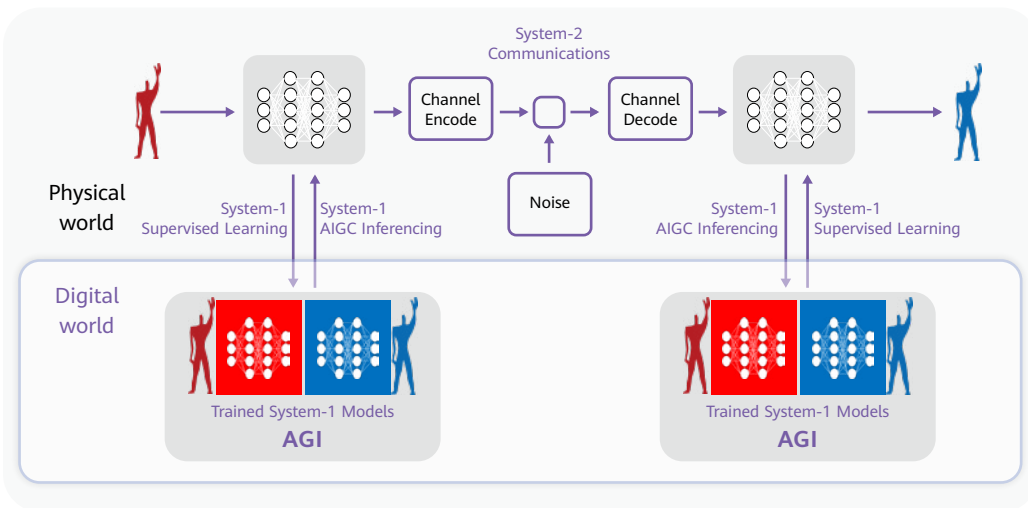 System-2
Communications
Channel
Encode
Channel
Decode
Noise
Physical
world
System-1
Supervised Learning
System-1
AIGC Inferencing
System-1
AIGC Inferencing
System-1
Supervised Learning
Digital
world
Trained System-1 Models
AGI
Trained System-1 Models
AGI